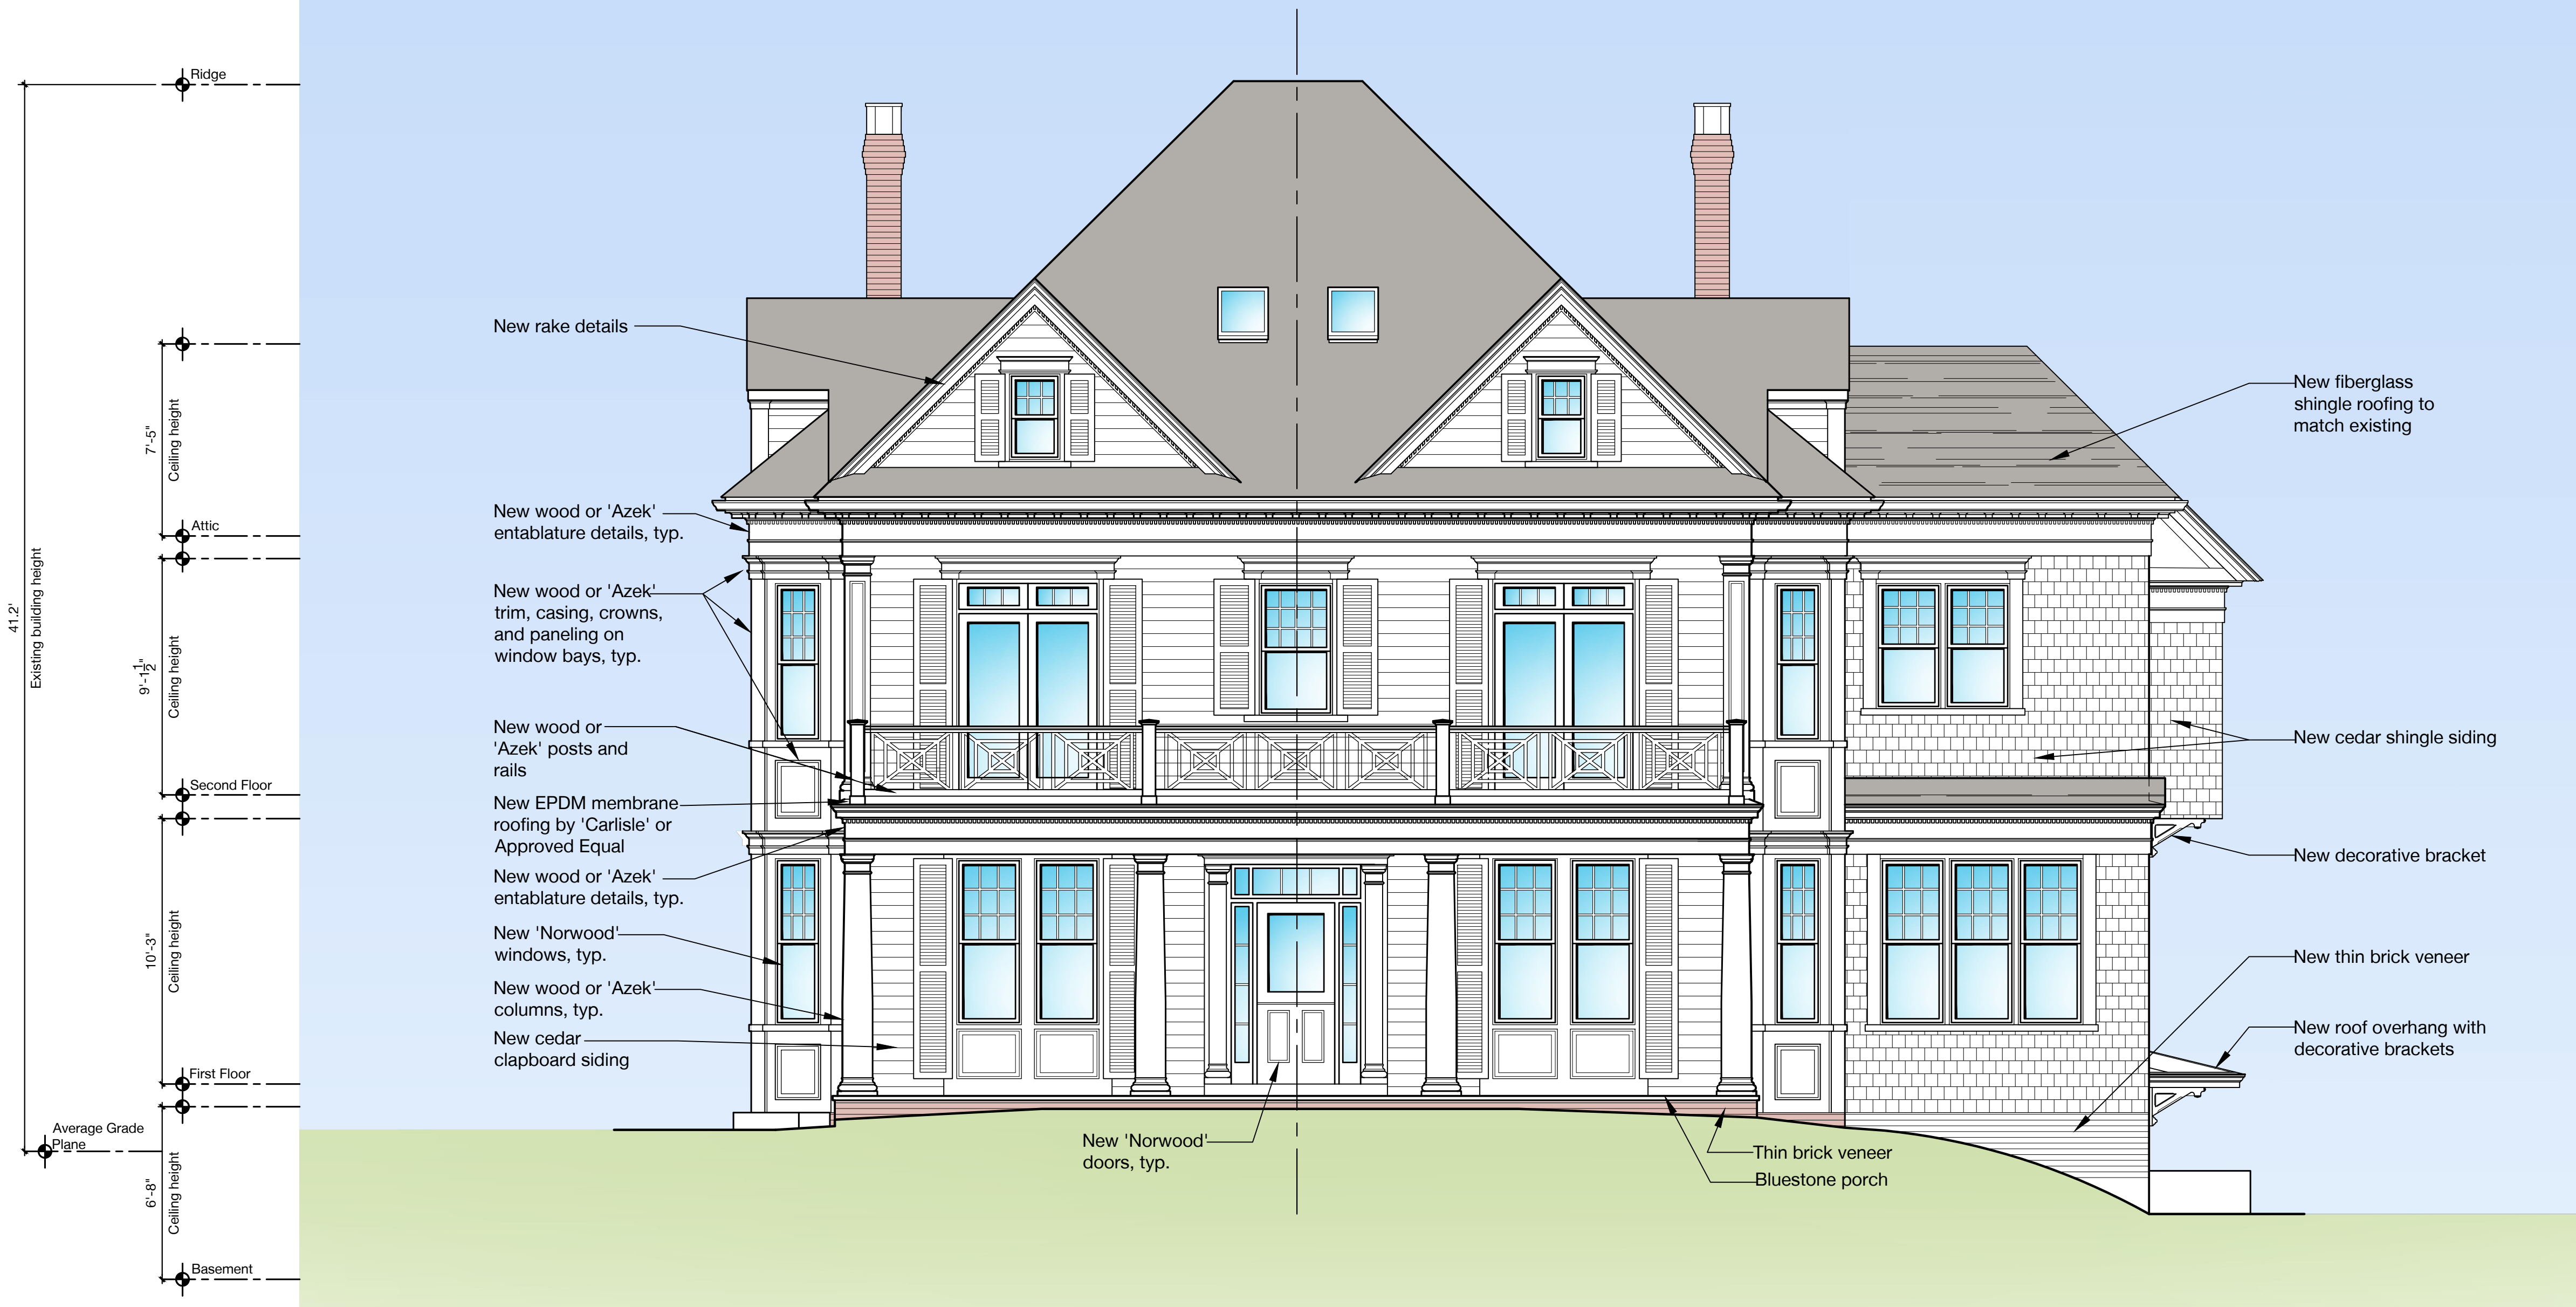 Ridge
41.2'
Existing building height
7'-5"
Ceiling height
Attic
9'-1 1/2"
Ceiling height
Second Floor
10'-3"
Ceiling height
First Floor
Average Grade
Plane
6'-8"
Ceiling height
Basement
New rake details
New wood or 'Azek'
entablature details, typ.
New wood or 'Azek'
trim, casing, crowns,
and paneling on
window bays, typ.
New wood or
'Azek' posts and
rails
New EPDM membrane
roofing by 'Carlisle' or
Approved Equal
New wood or 'Azek'
entablature details, typ.
New 'Norwood'
windows, typ.
New wood or 'Azek'
columns, typ.
New cedar
clapboard siding
New 'Norwood'
doors, typ.
Thin brick veneer
Bluestone porch
New fiberglass
shingle roofing to
match existing
New cedar shingle siding
New decorative bracket
New thin brick veneer
New roof overhang with
decorative brackets